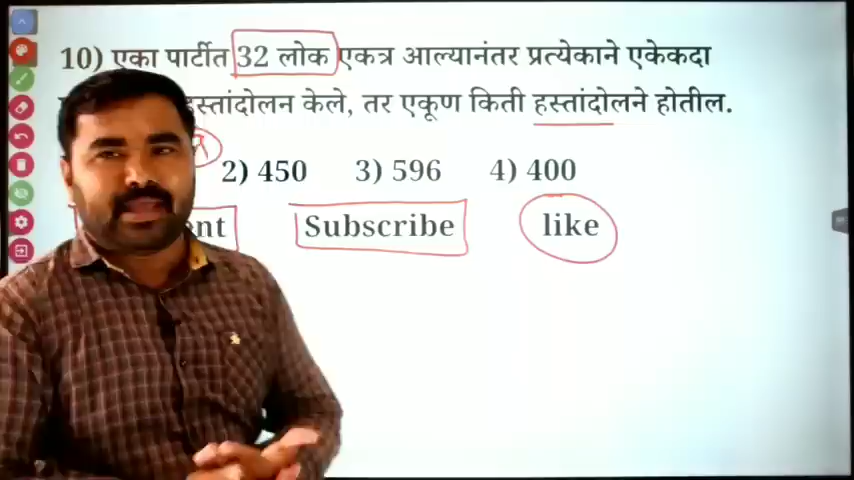 10) एका पार्टीत 32 लोक एकत्र आल्यानंतर प्रत्येकाने एकेकदा
हस्तांदोलन केले, तर एकूण किती हस्तांदोलने होतील.
2) 450 3) 596 4) 400
Subscribe like